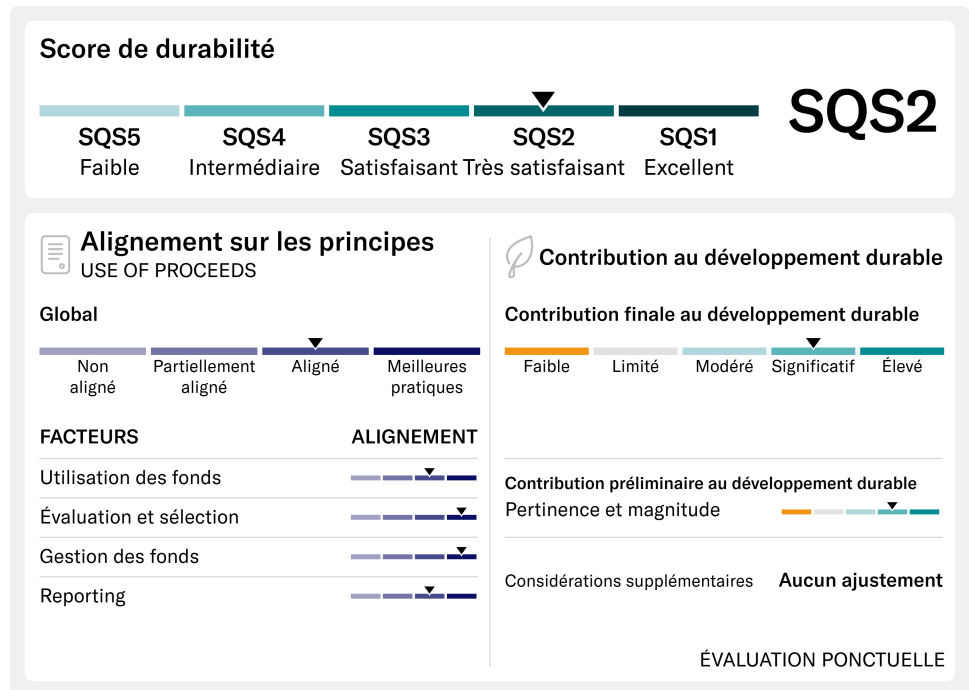 Score de durabilité
SQS2
SQS5 SQS4 SQS3 SQS2 SQS1
Faible Intermédiaire Satisfaisant Très satisfaisant Excellent
Alignement sur les principes
USE OF PROCEEDS
Global
Non aligné
Partiellement aligné
Aligné
Meilleures pratiques
FACTEURS ALIGNEMENT
Utilisation des fonds
Évaluation et sélection
Gestion des fonds
Reporting
Contribution au développement durable
Contribution finale au développement durable
Faible Limité Modéré Significatif Élevé
Contribution préliminaire au développement durable
Pertinence et magnitude
Considérations supplémentaires Aucun ajustement
ÉVALUATION PONCTUELLE